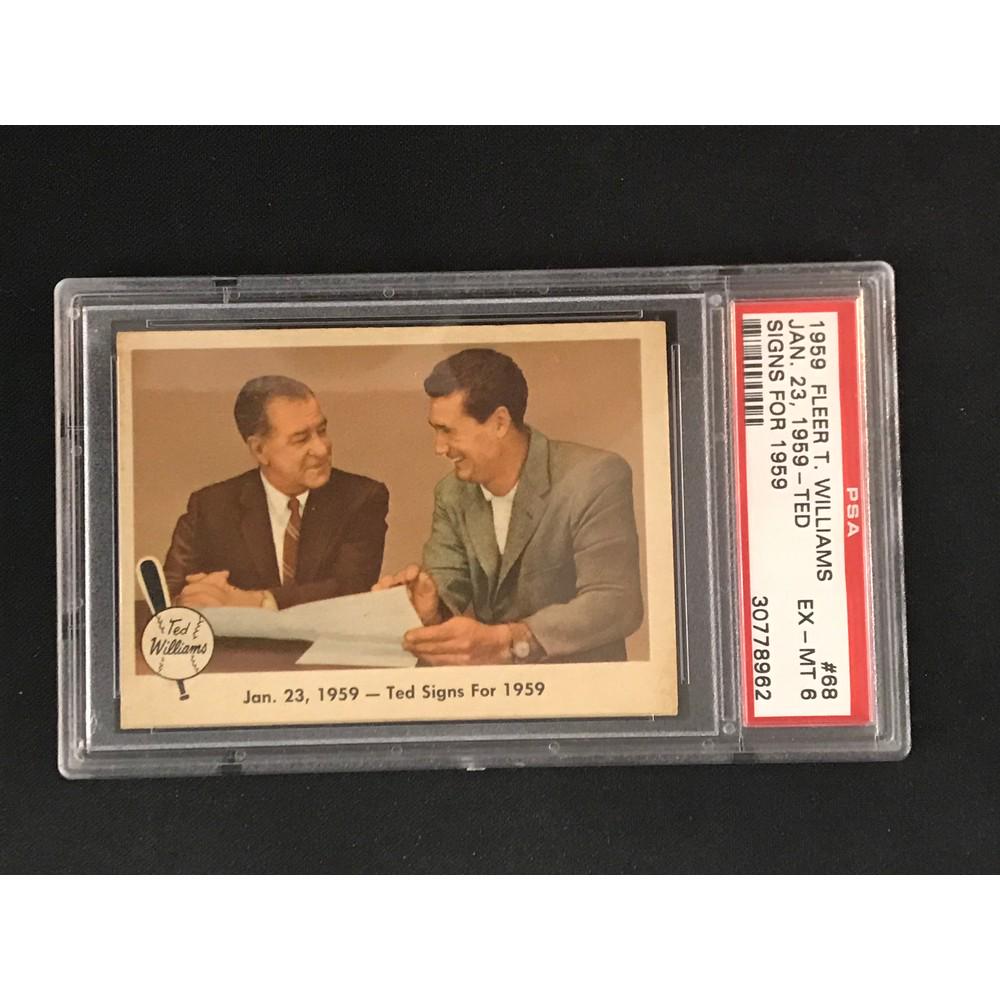 Ted
Williams
Jan. 23, 1959 — Ted Signs For 1959
PSA
1959 FLEER T. WILLIAMS #68
JAN. 23, 1959-TED EX-MT 6
SIGNS FOR 1959
30778962